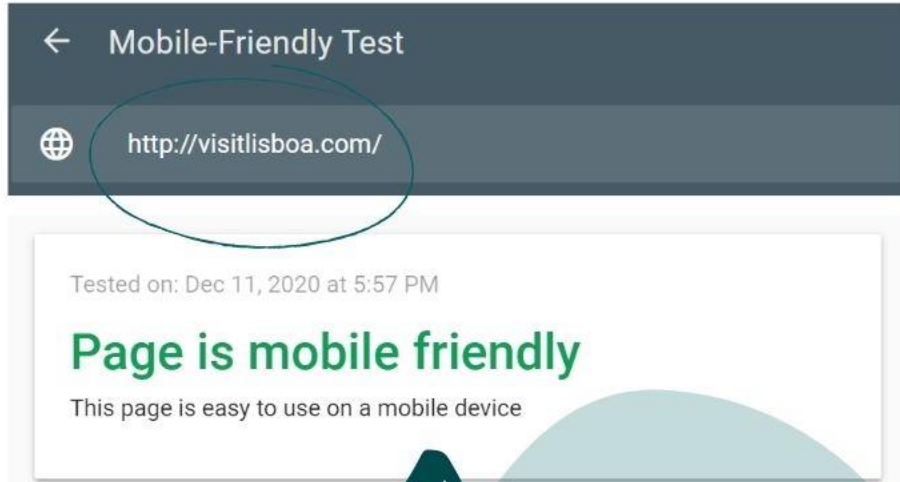 Mobile-Friendly Test
http://visitlisboa.com/
Tested on: Dec 11, 2020 at 5:57 PM
Page is mobile friendly
This page is easy to use on a mobile device